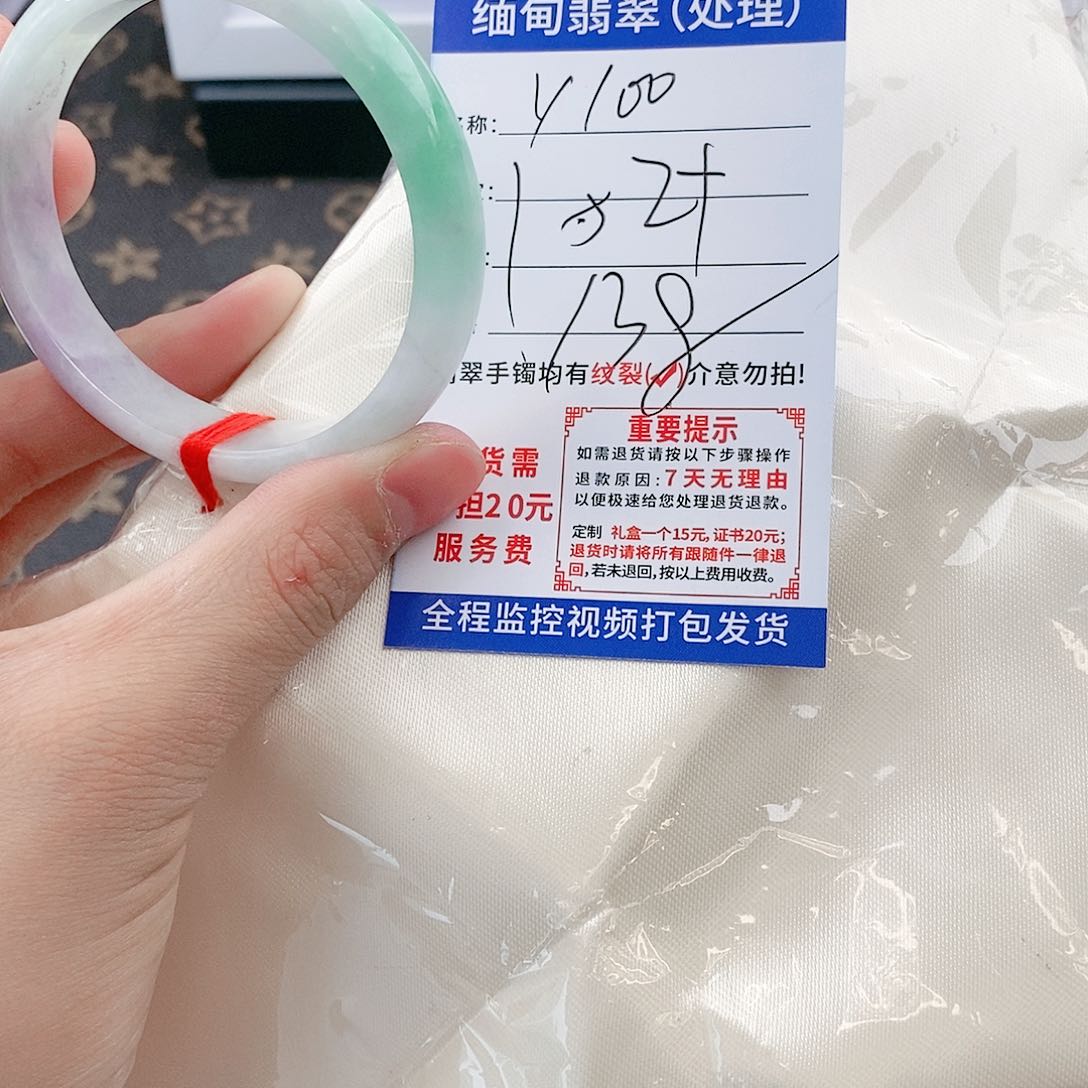 缅甸翡翠(处理)
称: y100
138
翠手镯均有纹裂(✓)介意勿拍!
货需
担20元
服务费
重要提示
如需退货请按以下步骤操作
退款原因:7天无理由
以便极速给您处理退货退款。
定制 礼盒一个15元,证书20元;
退货时请将所有跟随件一律退
回,若未退回,按以上费用收费。
全程监控视频打包发货